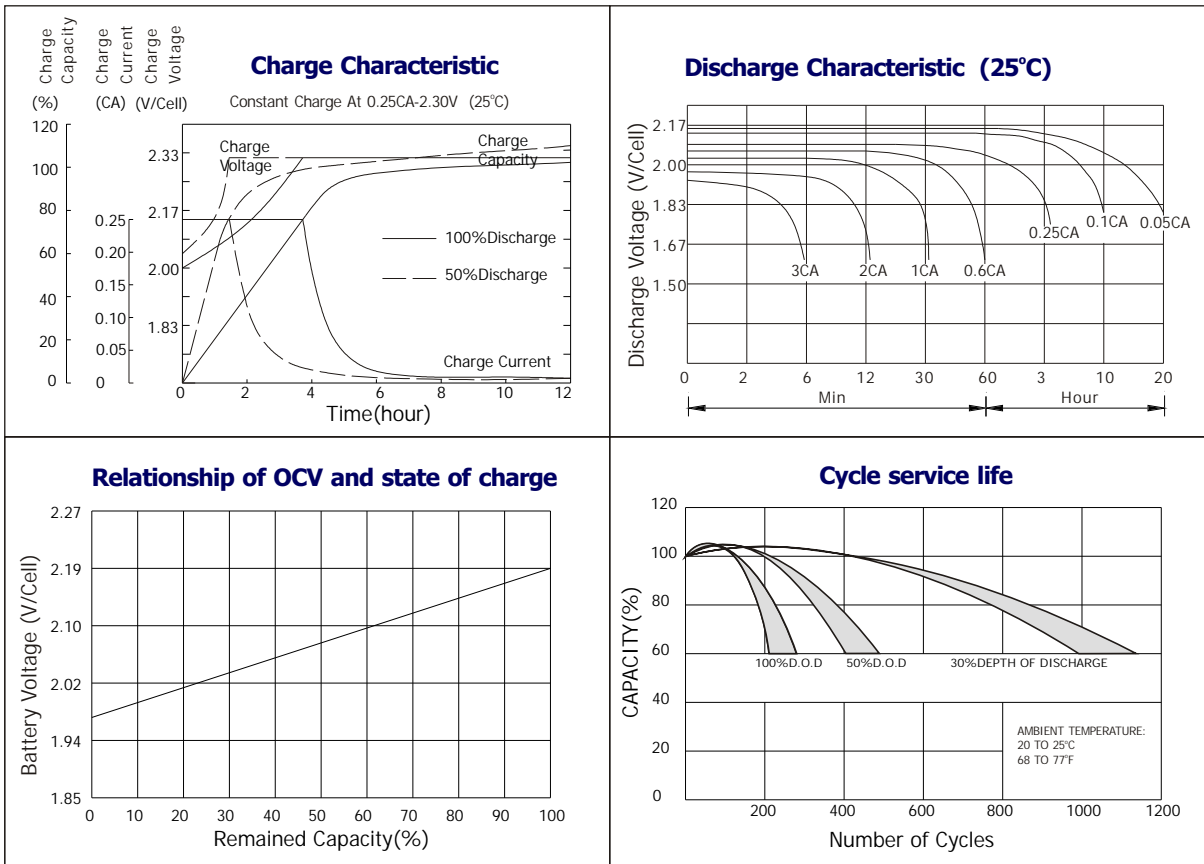 Charge
Capacity
Charge
Current
Charge
Voltage
(%)
(CA)
(V/Cell)
Charge Characteristic
Constant Charge At 0.25CA-2.30V (25°C)
120
100
80
60
40
20
0
0.25
0.20
0.15
0.10
0.05
0
2.33
2.17
2.00
1.83
Charge
Voltage
Charge
Capacity
100%Discharge
50%Discharge
Charge Current
0 2 4 6 8 10 12
Time(hour)
Discharge Characteristic (25°C)
Discharge Voltage (V/Cell)
2.17
2.00
1.83
1.67
1.50
3CA
2CA
1CA
0.6CA
0.25CA
0.1CA
0.05CA
0 2 6 12 30 60 3 10 20
Min
Hour
Relationship of OCV and state of charge
Battery Voltage (V/Cell)
2.27
2.19
2.10
2.02
1.94
1.85
0 10 20 30 40 50 60 70 80 90 100
Remained Capacity(%)
Cycle service life
CAPACITY(%)
120
100
80
60
40
20
0
100%D.O.D
50%D.O.D
30%DEPTH OF DISCHARGE
AMBIENT TEMPERATURE:
20 TO 25°C
68 TO 77°F
200 400 600 800 1000 1200
Number of Cycles